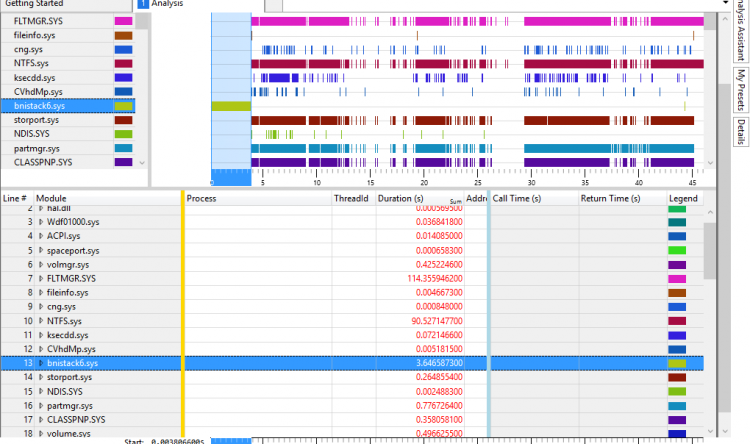 Getting Started
1 Analysis
FLTMGR.SYS
fileinfo.sys
cng.sys
NTFS.SYS
ksecdd.sys
CVhdMp.sys
bnistack6.sys
storport.sys
NDIS.SYS
partmgr.sys
CLASSPNP.SYS
5 10 15 20 25 30 35 40 45
Analysis Assistant
My Presets
Details
Line # Module Process ThreadId Duration (s) Sum Addre Call Time (s) Return Time (s) Legend
2 hal.dll 0.000569500
3 Wdf01000.sys 0.036841800
4 ACPI.sys 0.014085000
5 spaceport.sys 0.000658300
6 volmgr.sys 0.425224600
7 FLTMGR.SYS 114.355946200
8 fileinfo.sys 0.004667300
9 cng.sys 0.000848000
10 NTFS.SYS 90.527147700
11 ksecdd.sys 0.072146600
12 CVhdMp.sys 0.005181500
13 bnistack6.sys 3.646587300
14 storport.sys 0.264855400
15 NDIS.SYS 0.002488300
16 partmgr.sys 0.776726400
17 CLASSPNP.SYS 0.358058100
18 volume.sys 0.496625500
Start: 0.003806600s